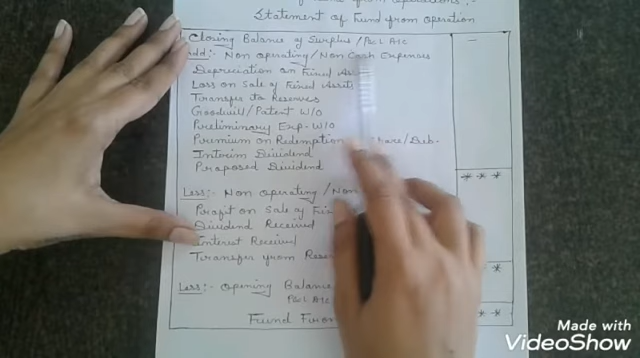 Statement of Fund from operation
Closing Balance of Surplus / P&L A/c
Add:- Non operating/Non Cash Expenses
Depreciation on Fixed
Loss on Sale of Fixed Assets
Transfer to Reserves
Goodwill/Patent W/O
Preliminary Exp. W/O
Premium on Redemption Share/Deb.
Interim Dividend
Proposed Dividend
* * *
Less:- Non operating /Non
Profit on Sale of
Dividend Received
Interest Received
Transfer from
*
Less:- Opening Balance
P&L A/c
* *
Fund
Made with
VideoShow